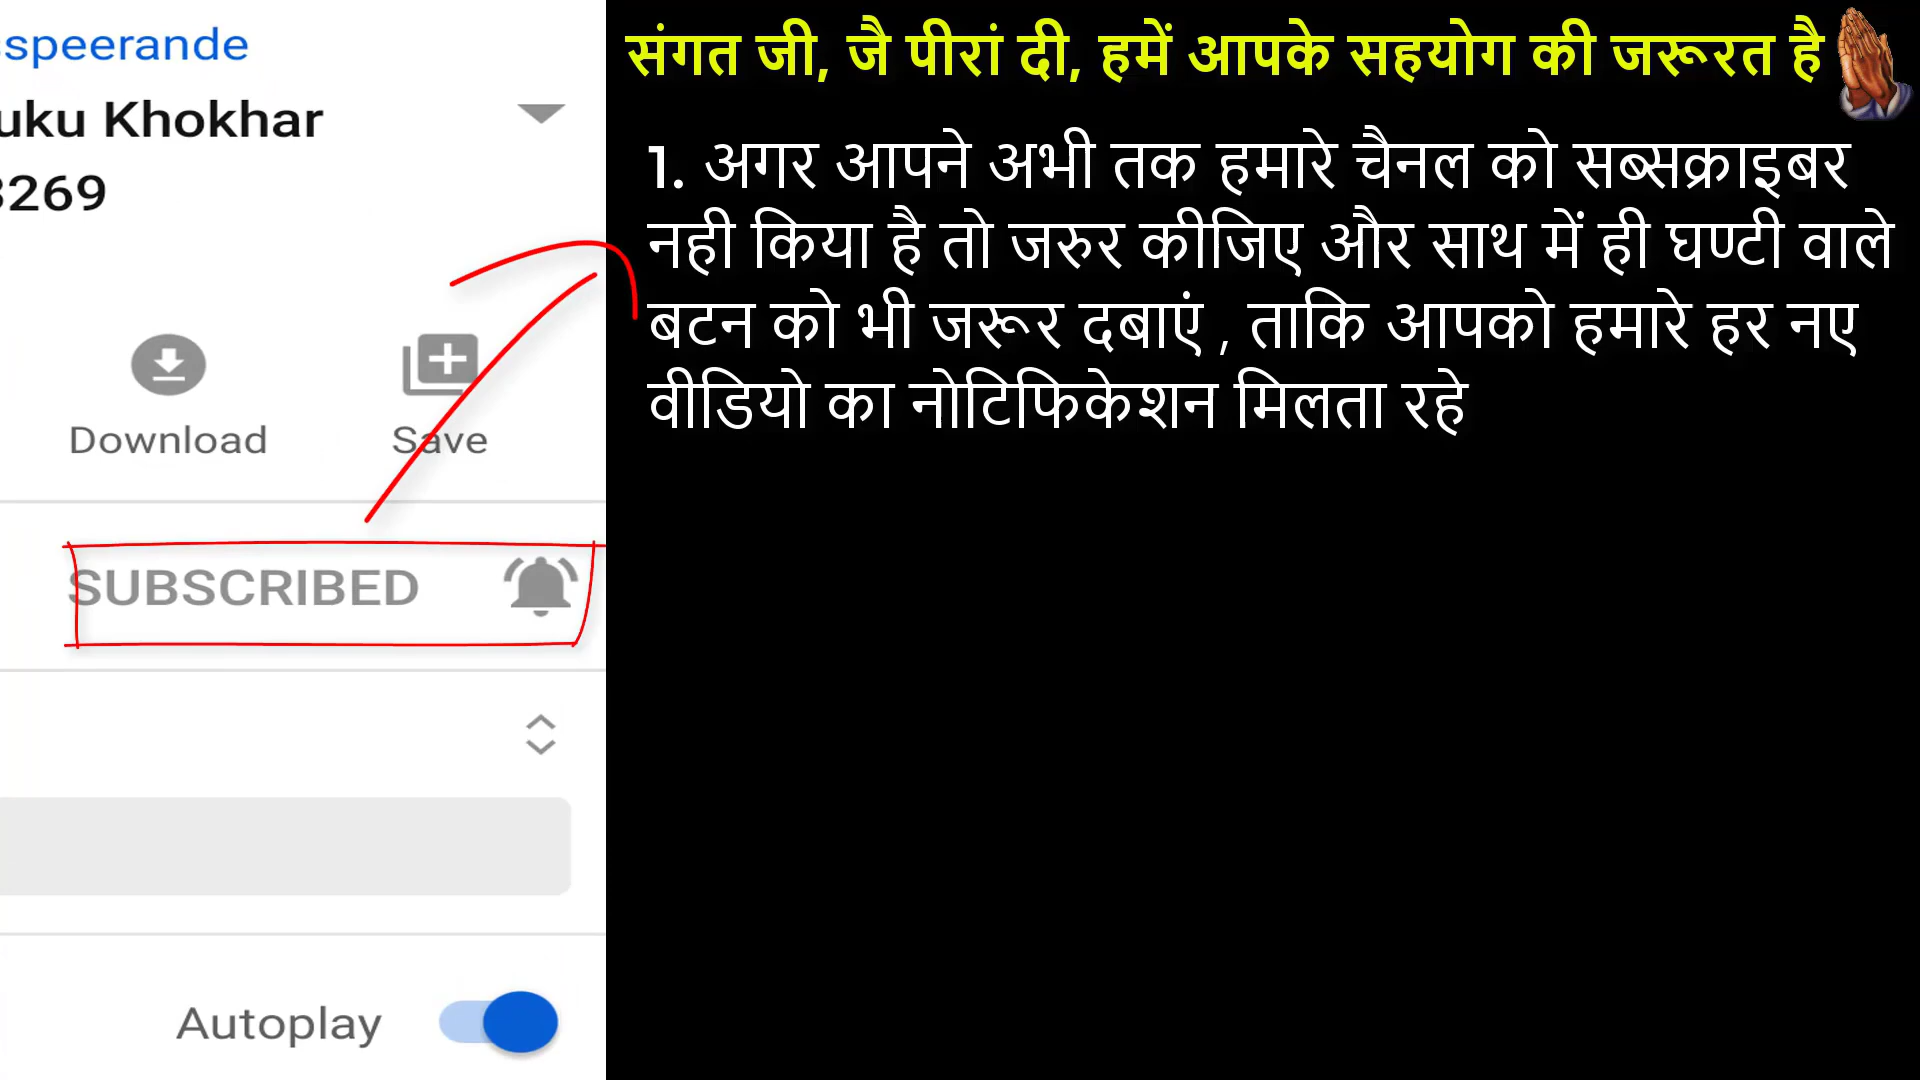 speerande
uku Khokhar
3269
Download
Save
SUBSCRIBED
Autoplay
संगत जी, जै पीरां दी, हमें आपके सहयोग की जरूरत है
1. अगर आपने अभी तक हमारे चैनल को सब्सक्राइबर
नही किया है तो जरुर कीजिए और साथ में ही घण्टी वाले
बटन को भी जरूर दबाएं , ताकि आपको हमारे हर नए
वीडियो का नोटिफिकेशन मिलता रहे